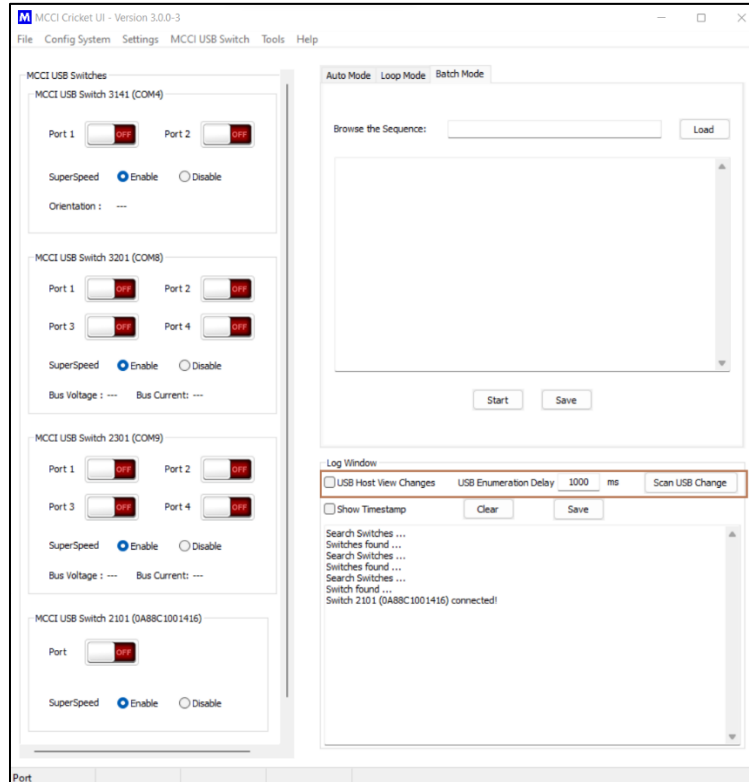 M MCCI Cricket UI - Version 3.0.0-3
File Config System Settings MCCI USB Switch Tools Help
MCCI USB Switches
MCCI USB Switch 3141 (COM4)
Port 1 OFF Port 2 OFF
SuperSpeed Enable Disable
Orientation : ---
MCCI USB Switch 3201 (COM8)
Port 1 OFF Port 2 OFF
Port 3 OFF Port 4 OFF
SuperSpeed Enable Disable
Bus Voltage : --- Bus Current: ---
MCCI USB Switch 2301 (COM9)
Port 1 OFF Port 2 OFF
Port 3 OFF Port 4 OFF
SuperSpeed Enable Disable
Bus Voltage : --- Bus Current: ---
MCCI USB Switch 2101 (0A88C1001416)
Port OFF
SuperSpeed Enable Disable
Auto Mode Loop Mode Batch Mode
Browse the Sequence: Load
Start Save
Log Window
USB Host View Changes USB Enumeration Delay 1000 ms Scan USB Change
Show Timestamp Clear Save
Search Switches ...
Switches found ...
Search Switches ...
Switches found ...
Search Switches ...
Switch found ...
Switch 2101 (0A88C1001416) connected!
Port